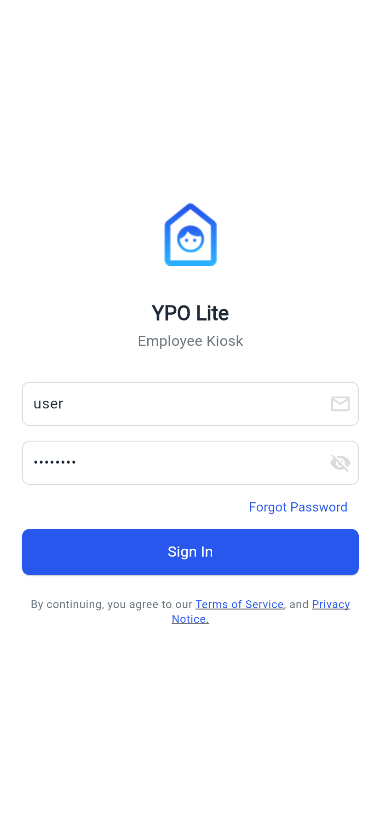 YPO Lite
Employee Kiosk
user
••••••••
Forgot Password
Sign In
By continuing, you agree to our Terms of Service, and Privacy
Notice.